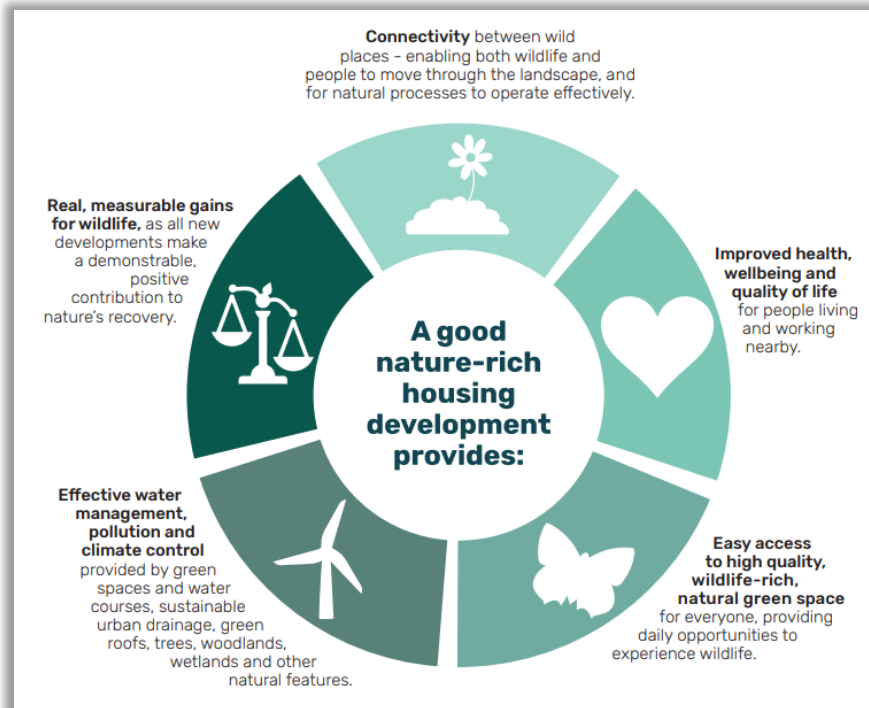 Connectivity between wild
places - enabling both wildlife and
people to move through the landscape, and
for natural processes to operate effectively.
Real, measurable gains
for wildlife, as all new
developments make
a demonstrable,
positive
contribution to
nature's recovery.
Improved health,
wellbeing and
quality of life
for people living
and working
nearby.
A good
nature-rich
housing
development
provides:
Effective water
management,
pollution and
climate control
provided by green
spaces and water
courses, sustainable
urban drainage, green
roofs, trees, woodlands,
wetlands and other
natural features.
Easy access
to high quality,
wildlife-rich,
natural green space
for everyone, providing
daily opportunities to
experience wildlife.